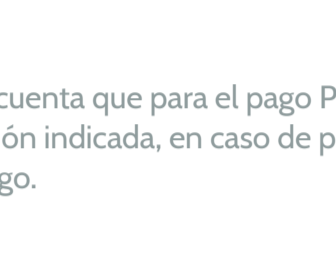 cuenta que para el pago P
ón indicada, en caso de p
go.